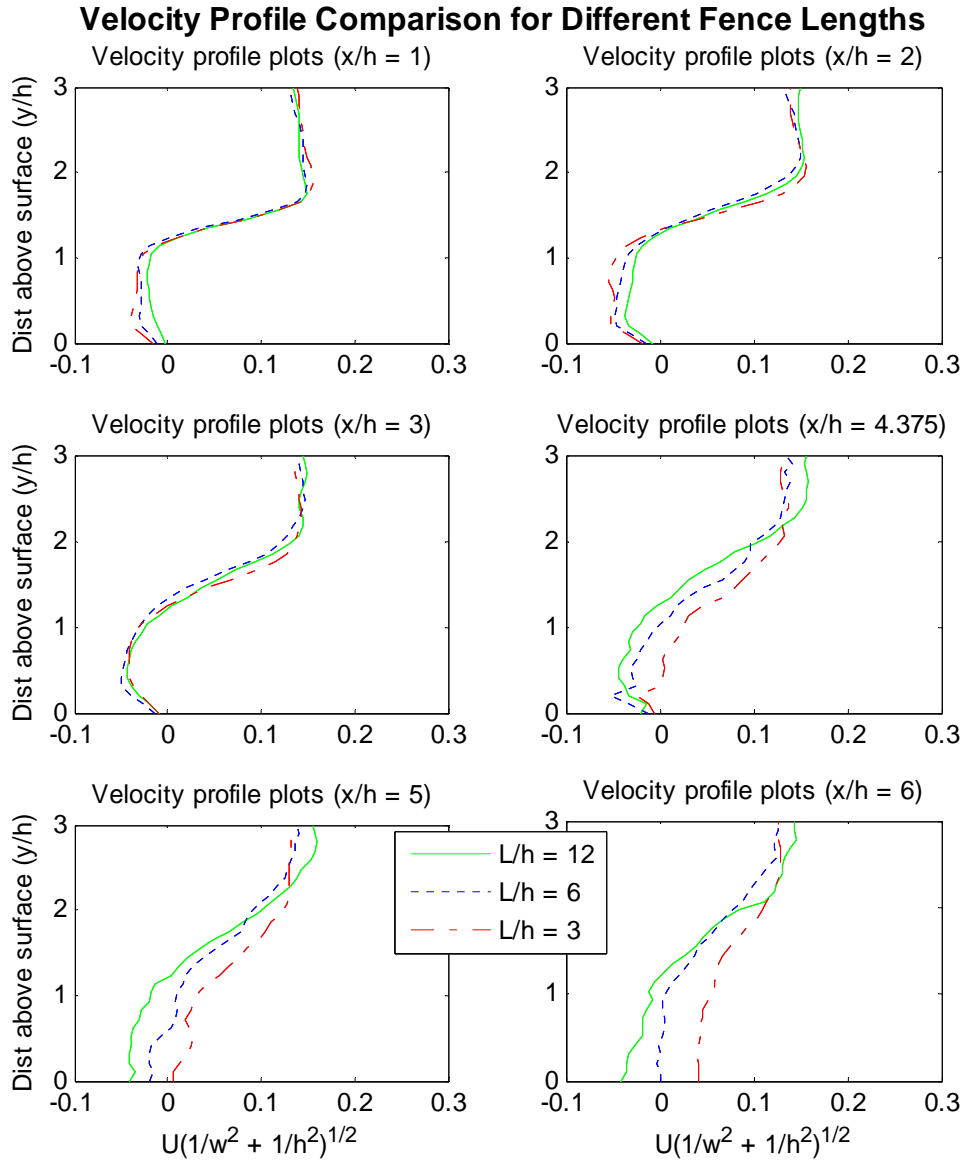 Velocity Profile Comparison for Different Fence Lengths
Velocity profile plots (x/h = 1)
Dist above surface (y/h)
3
2
1
0
-0.1 0 0.1 0.2 0.3
Velocity profile plots (x/h = 2)
3
2
1
0
-0.1 0 0.1 0.2 0.3
Velocity profile plots (x/h = 3)
Dist above surface (y/h)
3
2
1
0
-0.1 0 0.1 0.2 0.3
Velocity profile plots (x/h = 4.375)
3
2
1
0
-0.1 0 0.1 0.2 0.3
Velocity profile plots (x/h = 5)
Dist above surface (y/h)
3
2
1
0
-0.1 0 0.1 0.2 0.3
U(1/w² + 1/h²)¹ᐟ²
L/h = 12
L/h = 6
L/h = 3
Velocity profile plots (x/h = 6)
3
2
1
0
-0.1 0 0.1 0.2 0.3
U(1/w² + 1/h²)¹ᐟ²